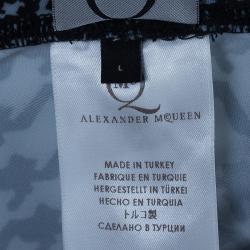 L
McQ
ALEXANDER MCQUEEN
MADE IN TURKEY
FABRIQUE EN TURQUIE
HERGESTELLT IN TÜRKEI
HECHO EN TURQUIA
トルコ製
СДЕЛАНО В ТУРЦИИ